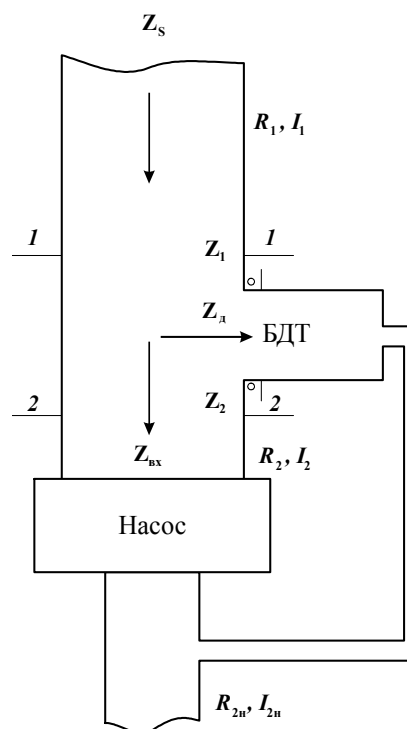 Z_S
R_1, I_1
1 Z_1 1
Z_д
БДТ
2 Z_2 2
Z_вх
R_2, I_2
Насос
R_2н, I_2н